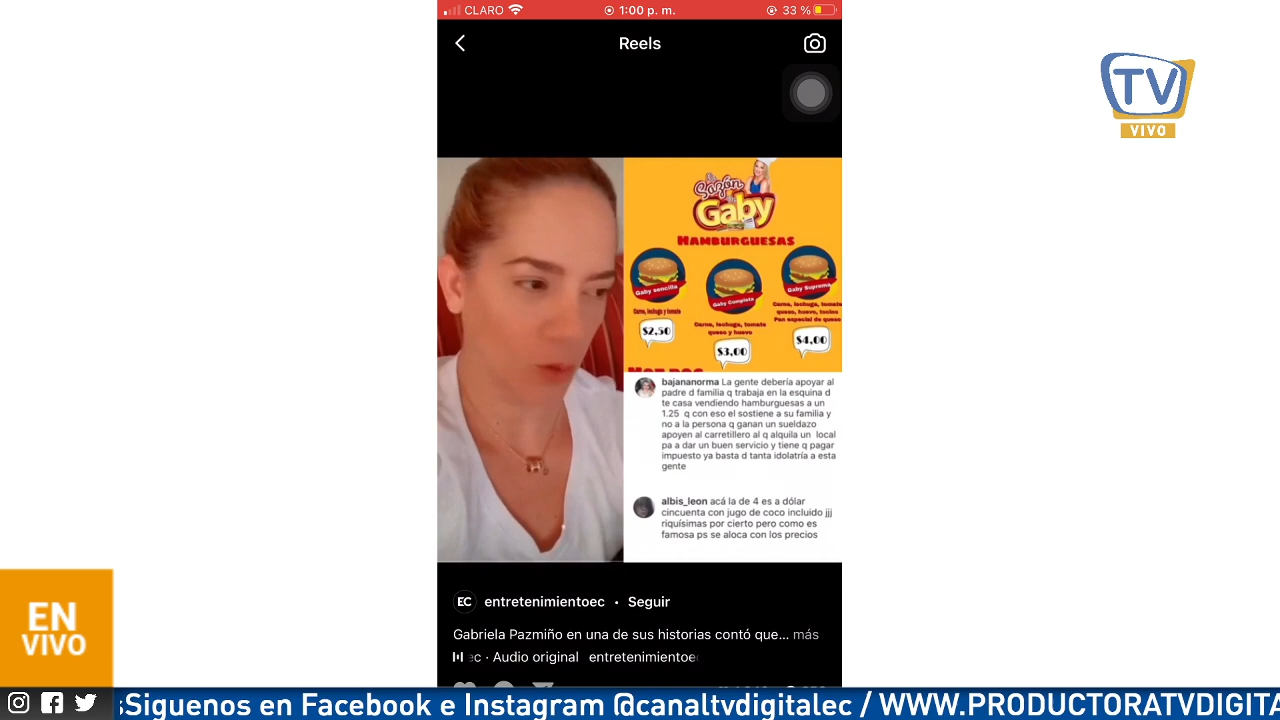 CLARO
1:00 p. m.
33 %
Reels
TV
VIVO
la Sazón
Gaby
HAMBURGUESAS
Gaby sencilla
Gaby Completa
Gaby Suprema
Carne, lechuga y tomate
$2,50
Carne, lechuga, tomate
queso y huevo
$3,00
Carne, lechuga, tomate
queso, huevo, tocino
Pan especial de queso
$4,00
HOT DOG
bajananorma La gente debería apoyar al
padre d família q trabaja en la esquina d
te casa vendiendo hamburguesas a un
1.25 q con eso el sostiene a su familia y
no a la persona q ganan un sueldazo
apoyen al carretillero al q alquila un local
pa a dar un buen servicio y tiene q pagar
impuesto ya basta d tanta idolatría a esta
gente
albis_leon acá la de 4 es a dólar
cincuenta con jugo de coco incluido jjj
riquísimas por cierto pero como es
famosa ps se aloca con los precios
EC entretenimientoec • Seguir
Gabriela Pazmiño en una de sus historias contó que... más
ec · Audio original entretenimientoec
EN
VIVO
Siguenos en Facebook e Instagram @canaltvdigitalec / WWW.PRODUCTORATVDIGITA